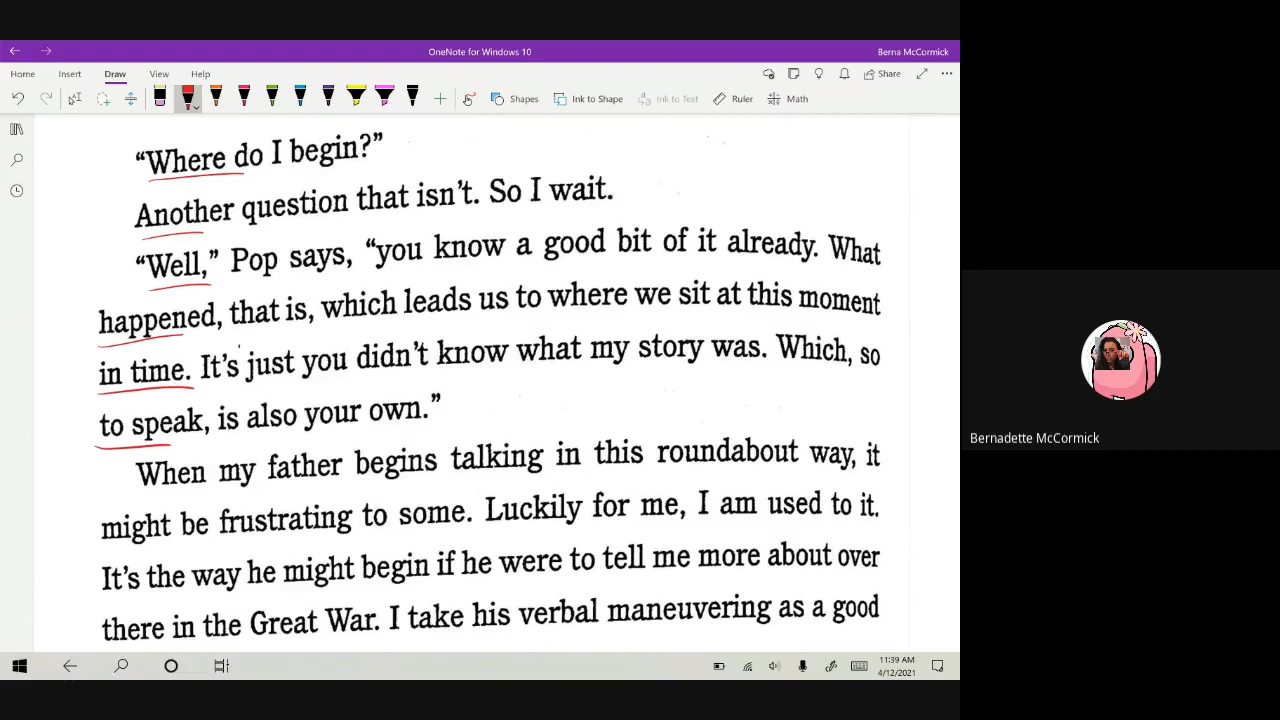 OneNote for Windows 10
Berna McCormick
Home Insert Draw View Help
Share
Shapes Ink to Shape Ink to Text Ruler Math
“Where do I begin?”
Another question that isn’t. So I wait.
“Well,” Pop says, “you know a good bit of it already. What
happened, that is, which leads us to where we sit at this moment
in time. It’s just you didn’t know what my story was. Which, so
to speak, is also your own.”
When my father begins talking in this roundabout way, it
might be frustrating to some. Luckily for me, I am used to it.
It’s the way he might begin if he were to tell me more about over
there in the Great War. I take his verbal maneuvering as a good
Bernadette McCormick
11:39 AM
4/12/2021